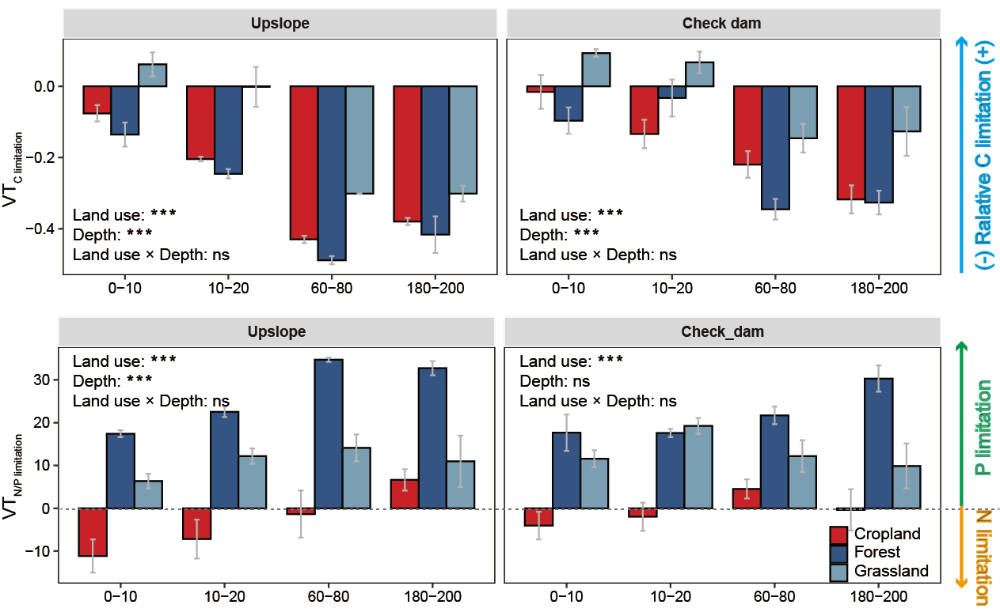 Upslope
Check dam
0.0
−0.2
−0.4
VT C limitation
Land use: ***
Depth: ***
Land use × Depth: ns
Land use: ***
Depth: ***
Land use × Depth: ns
0−10
10−20
60−80
180−200
0−10
10−20
60−80
180−200
(-) Ralative C limitation (+)
Upslope
Check_dam
30
20
10
0
−10
VT N/P limitation
Land use: ***
Depth: ***
Land use × Depth: ns
Land use: ***
Depth: ns
Land use × Depth: ns
Cropland
Forest
Grassland
0−10
10−20
60−80
180−200
0−10
10−20
60−80
180−200
P limitation
N limitation